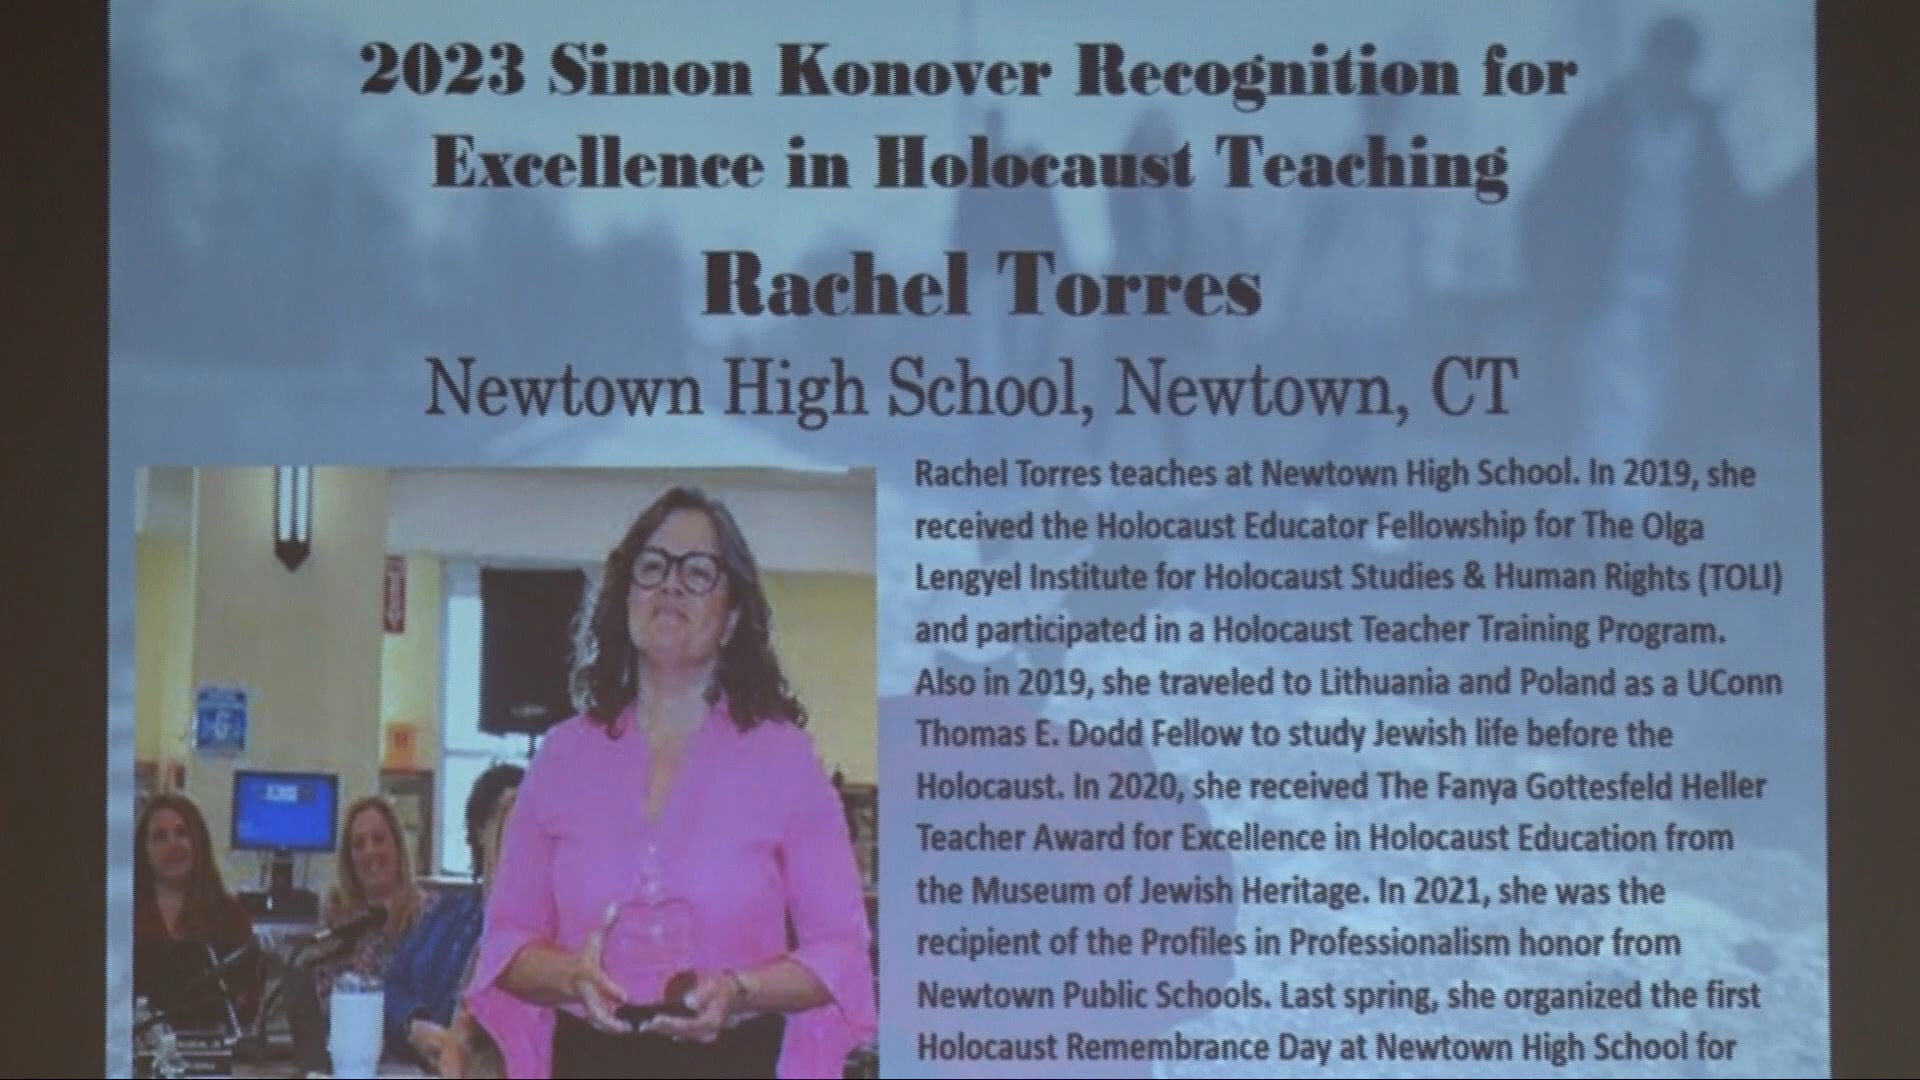 2023 Simon Konover Recognition for
Excellence in Holocaust Teaching
Rachel Torres
Newtown High School, Newtown, CT
Rachel Torres teaches at Newtown High School. In 2019, she
received the Holocaust Educator Fellowship for The Olga
Lengyel Institute for Holocaust Studies & Human Rights (TOLI)
and participated in a Holocaust Teacher Training Program.
Also in 2019, she traveled to Lithuania and Poland as a UConn
Thomas E. Dodd Fellow to study Jewish life before the
Holocaust. In 2020, she received The Fanya Gottesfeld Heller
Teacher Award for Excellence in Holocaust Education from
the Museum of Jewish Heritage. In 2021, she was the
recipient of the Profiles in Professionalism honor from
Newtown Public Schools. Last spring, she organized the first
Holocaust Remembrance Day at Newtown High School for